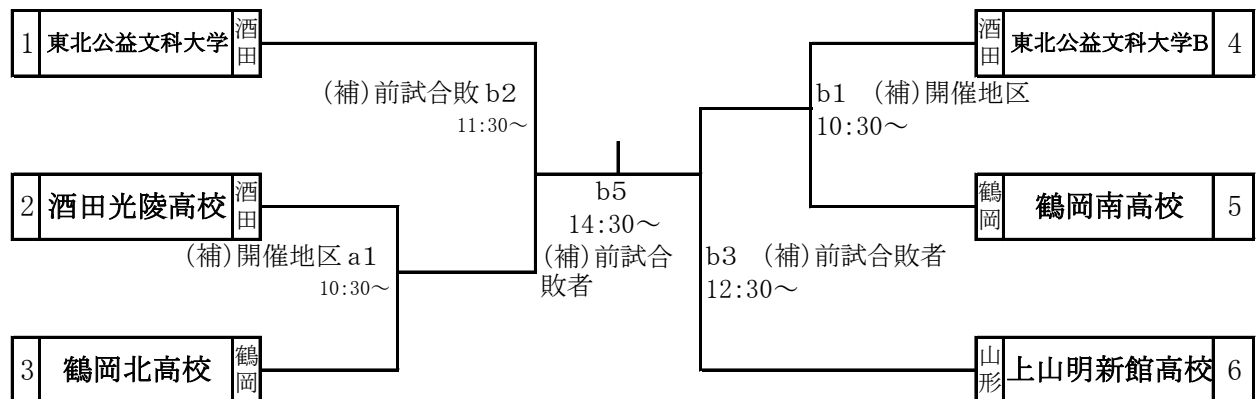 1 東北公益文科大学 酒田
(補)前試合敗 b2
11:30～
2 酒田光陵高校 酒田
(補)開催地区 a1
10:30～
3 鶴岡北高校 鶴岡
b5
14:30～
(補)前試合
敗者
酒田 東北公益文科大学B 4
b1 (補)開催地区
10:30～
鶴岡 鶴岡南高校 5
b3 (補)前試合敗者
12:30～
山形 上山明新館高校 6